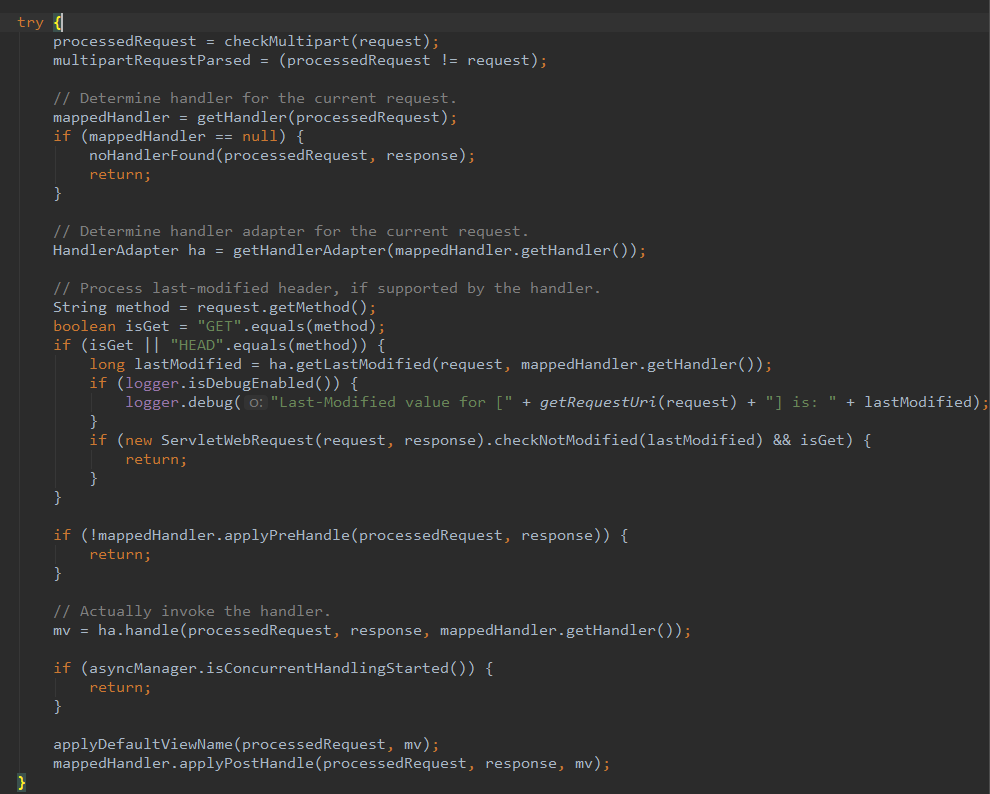 try {
    processedRequest = checkMultipart(request);
    multipartRequestParsed = (processedRequest != request);

    // Determine handler for the current request.
    mappedHandler = getHandler(processedRequest);
    if (mappedHandler == null) {
        noHandlerFound(processedRequest, response);
        return;
    }

    // Determine handler adapter for the current request.
    HandlerAdapter ha = getHandlerAdapter(mappedHandler.getHandler());

    // Process last-modified header, if supported by the handler.
    String method = request.getMethod();
    boolean isGet = "GET".equals(method);
    if (isGet || "HEAD".equals(method)) {
        long lastModified = ha.getLastModified(request, mappedHandler.getHandler());
        if (logger.isDebugEnabled()) {
            logger.debug( o: "Last-Modified value for [" + getRequestUri(request) + "] is: " + lastModified);
        }
        if (new ServletWebRequest(request, response).checkNotModified(lastModified) && isGet) {
            return;
        }
    }

    if (!mappedHandler.applyPreHandle(processedRequest, response)) {
        return;
    }

    // Actually invoke the handler.
    mv = ha.handle(processedRequest, response, mappedHandler.getHandler());

    if (asyncManager.isConcurrentHandlingStarted()) {
        return;
    }

    applyDefaultViewName(processedRequest, mv);
    mappedHandler.applyPostHandle(processedRequest, response, mv);
}